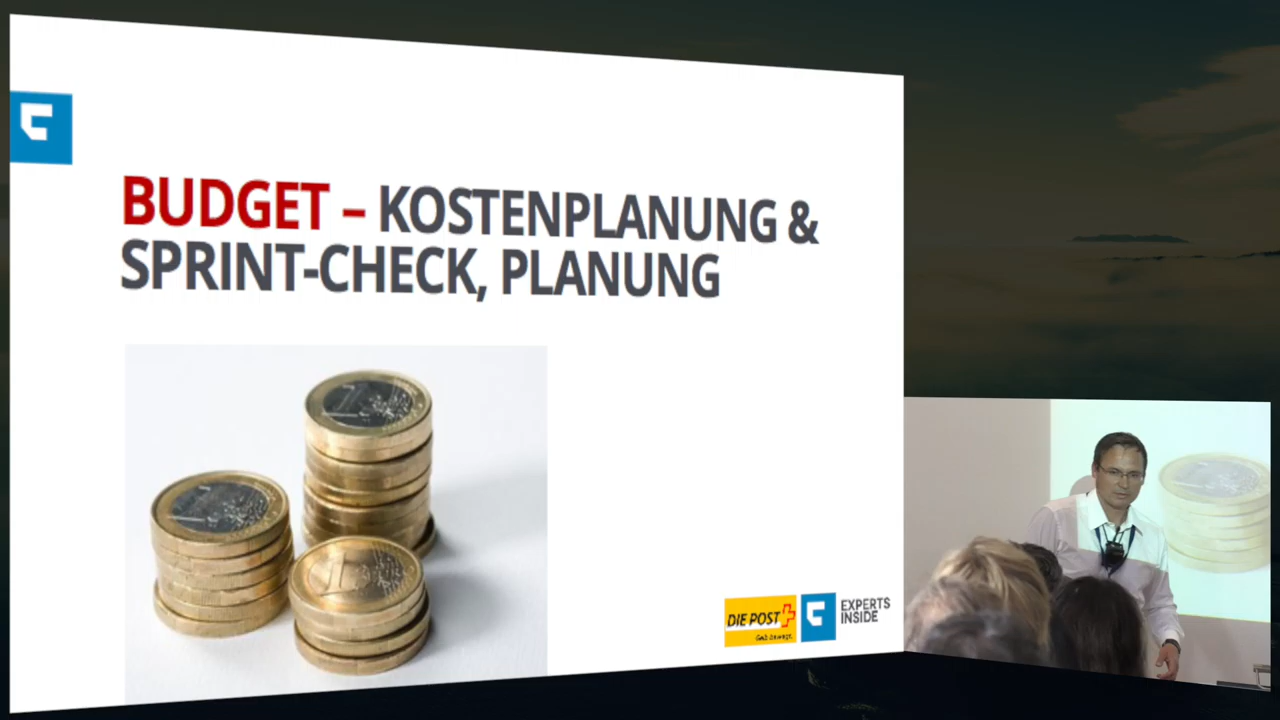 BUDGET – KOSTENPLANUNG &
SPRINT-CHECK, PLANUNG
DIE POST
EXPERTS
INSIDE